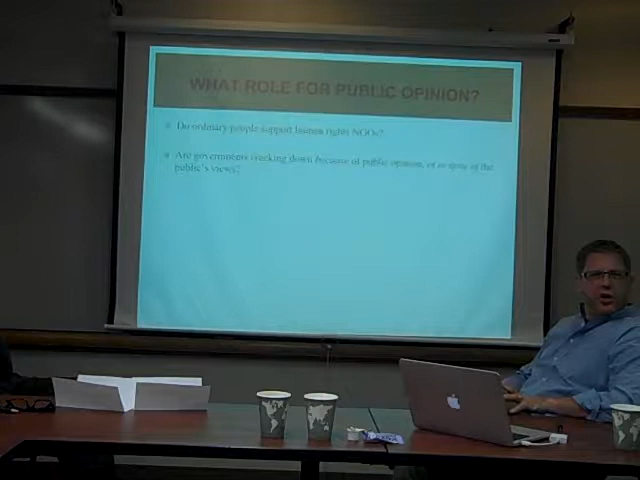 WHAT ROLE FOR PUBLIC OPINION?
Do ordinary people support human rights NGOs?
Are governments cracking down because of public opinion, or in spite of the
public's views?